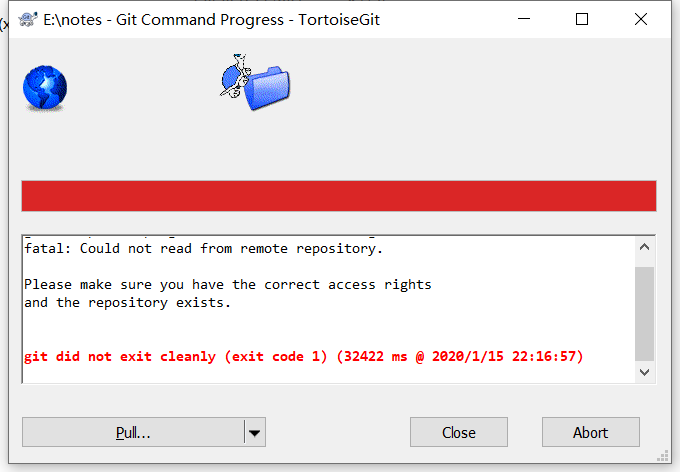 E:\notes - Git Command Progress - TortoiseGit
fatal: Could not read from remote repository.
Please make sure you have the correct access rights
and the repository exists.
git did not exit cleanly (exit code 1) (32422 ms @ 2020/1/15 22:16:57)
Pull...
Close
Abort